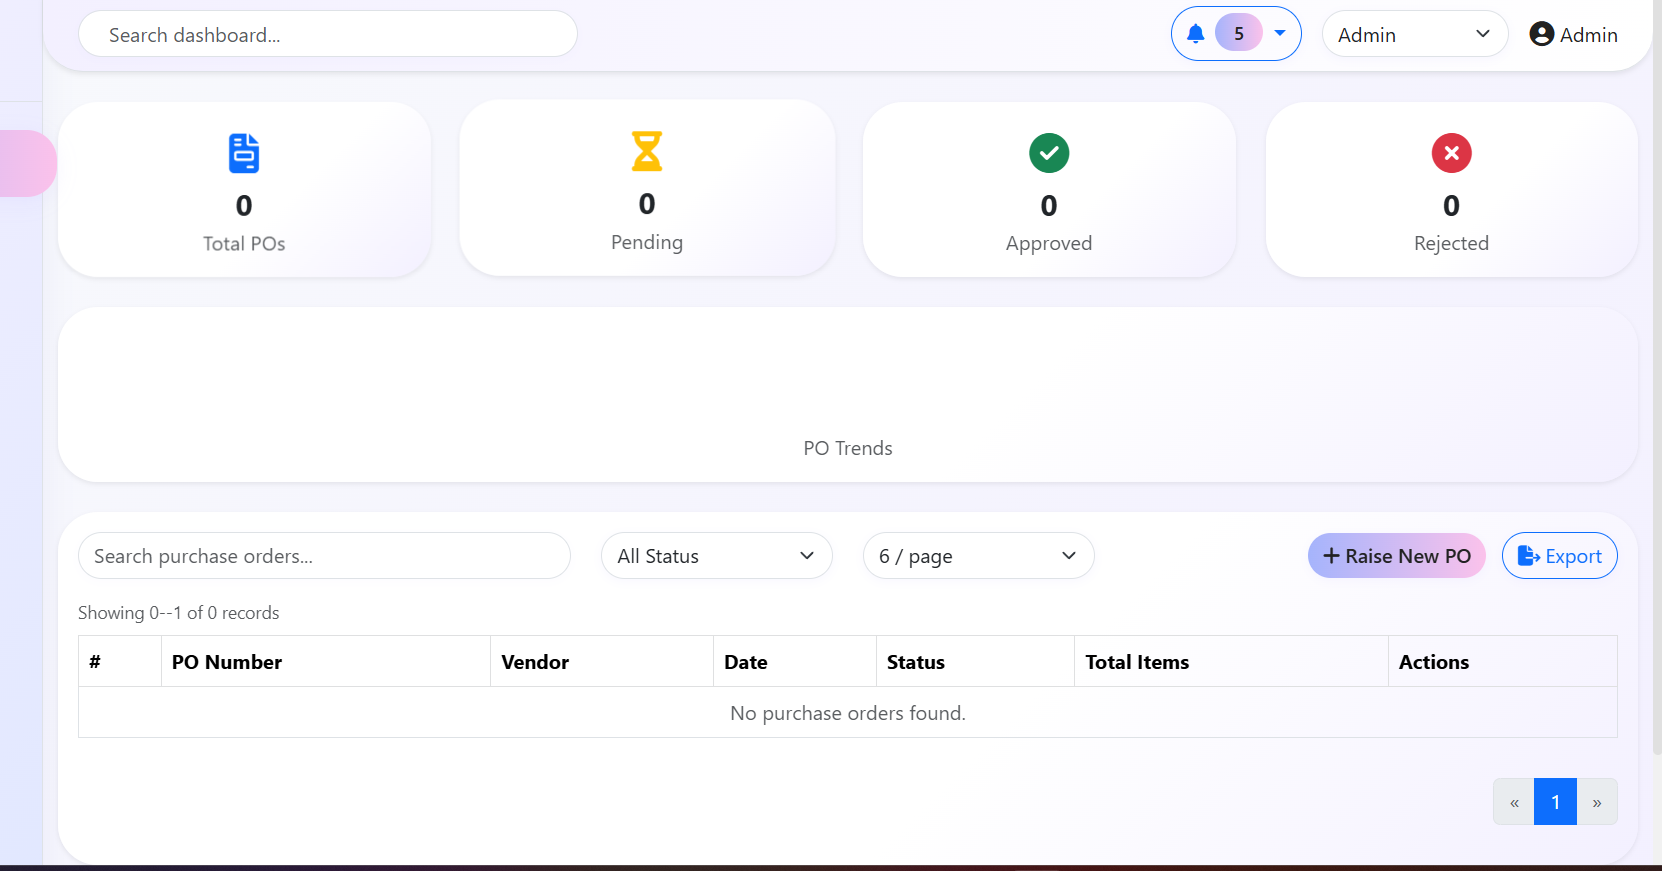 Search dashboard...
5
Admin
Admin
0
Total POs
0
Pending
0
Approved
0
Rejected
PO Trends
Search purchase orders...
All Status
6 / page
Raise New PO
Export
Showing 0--1 of 0 records
# PO Number Vendor Date Status Total Items Actions
No purchase orders found.
« 1 »